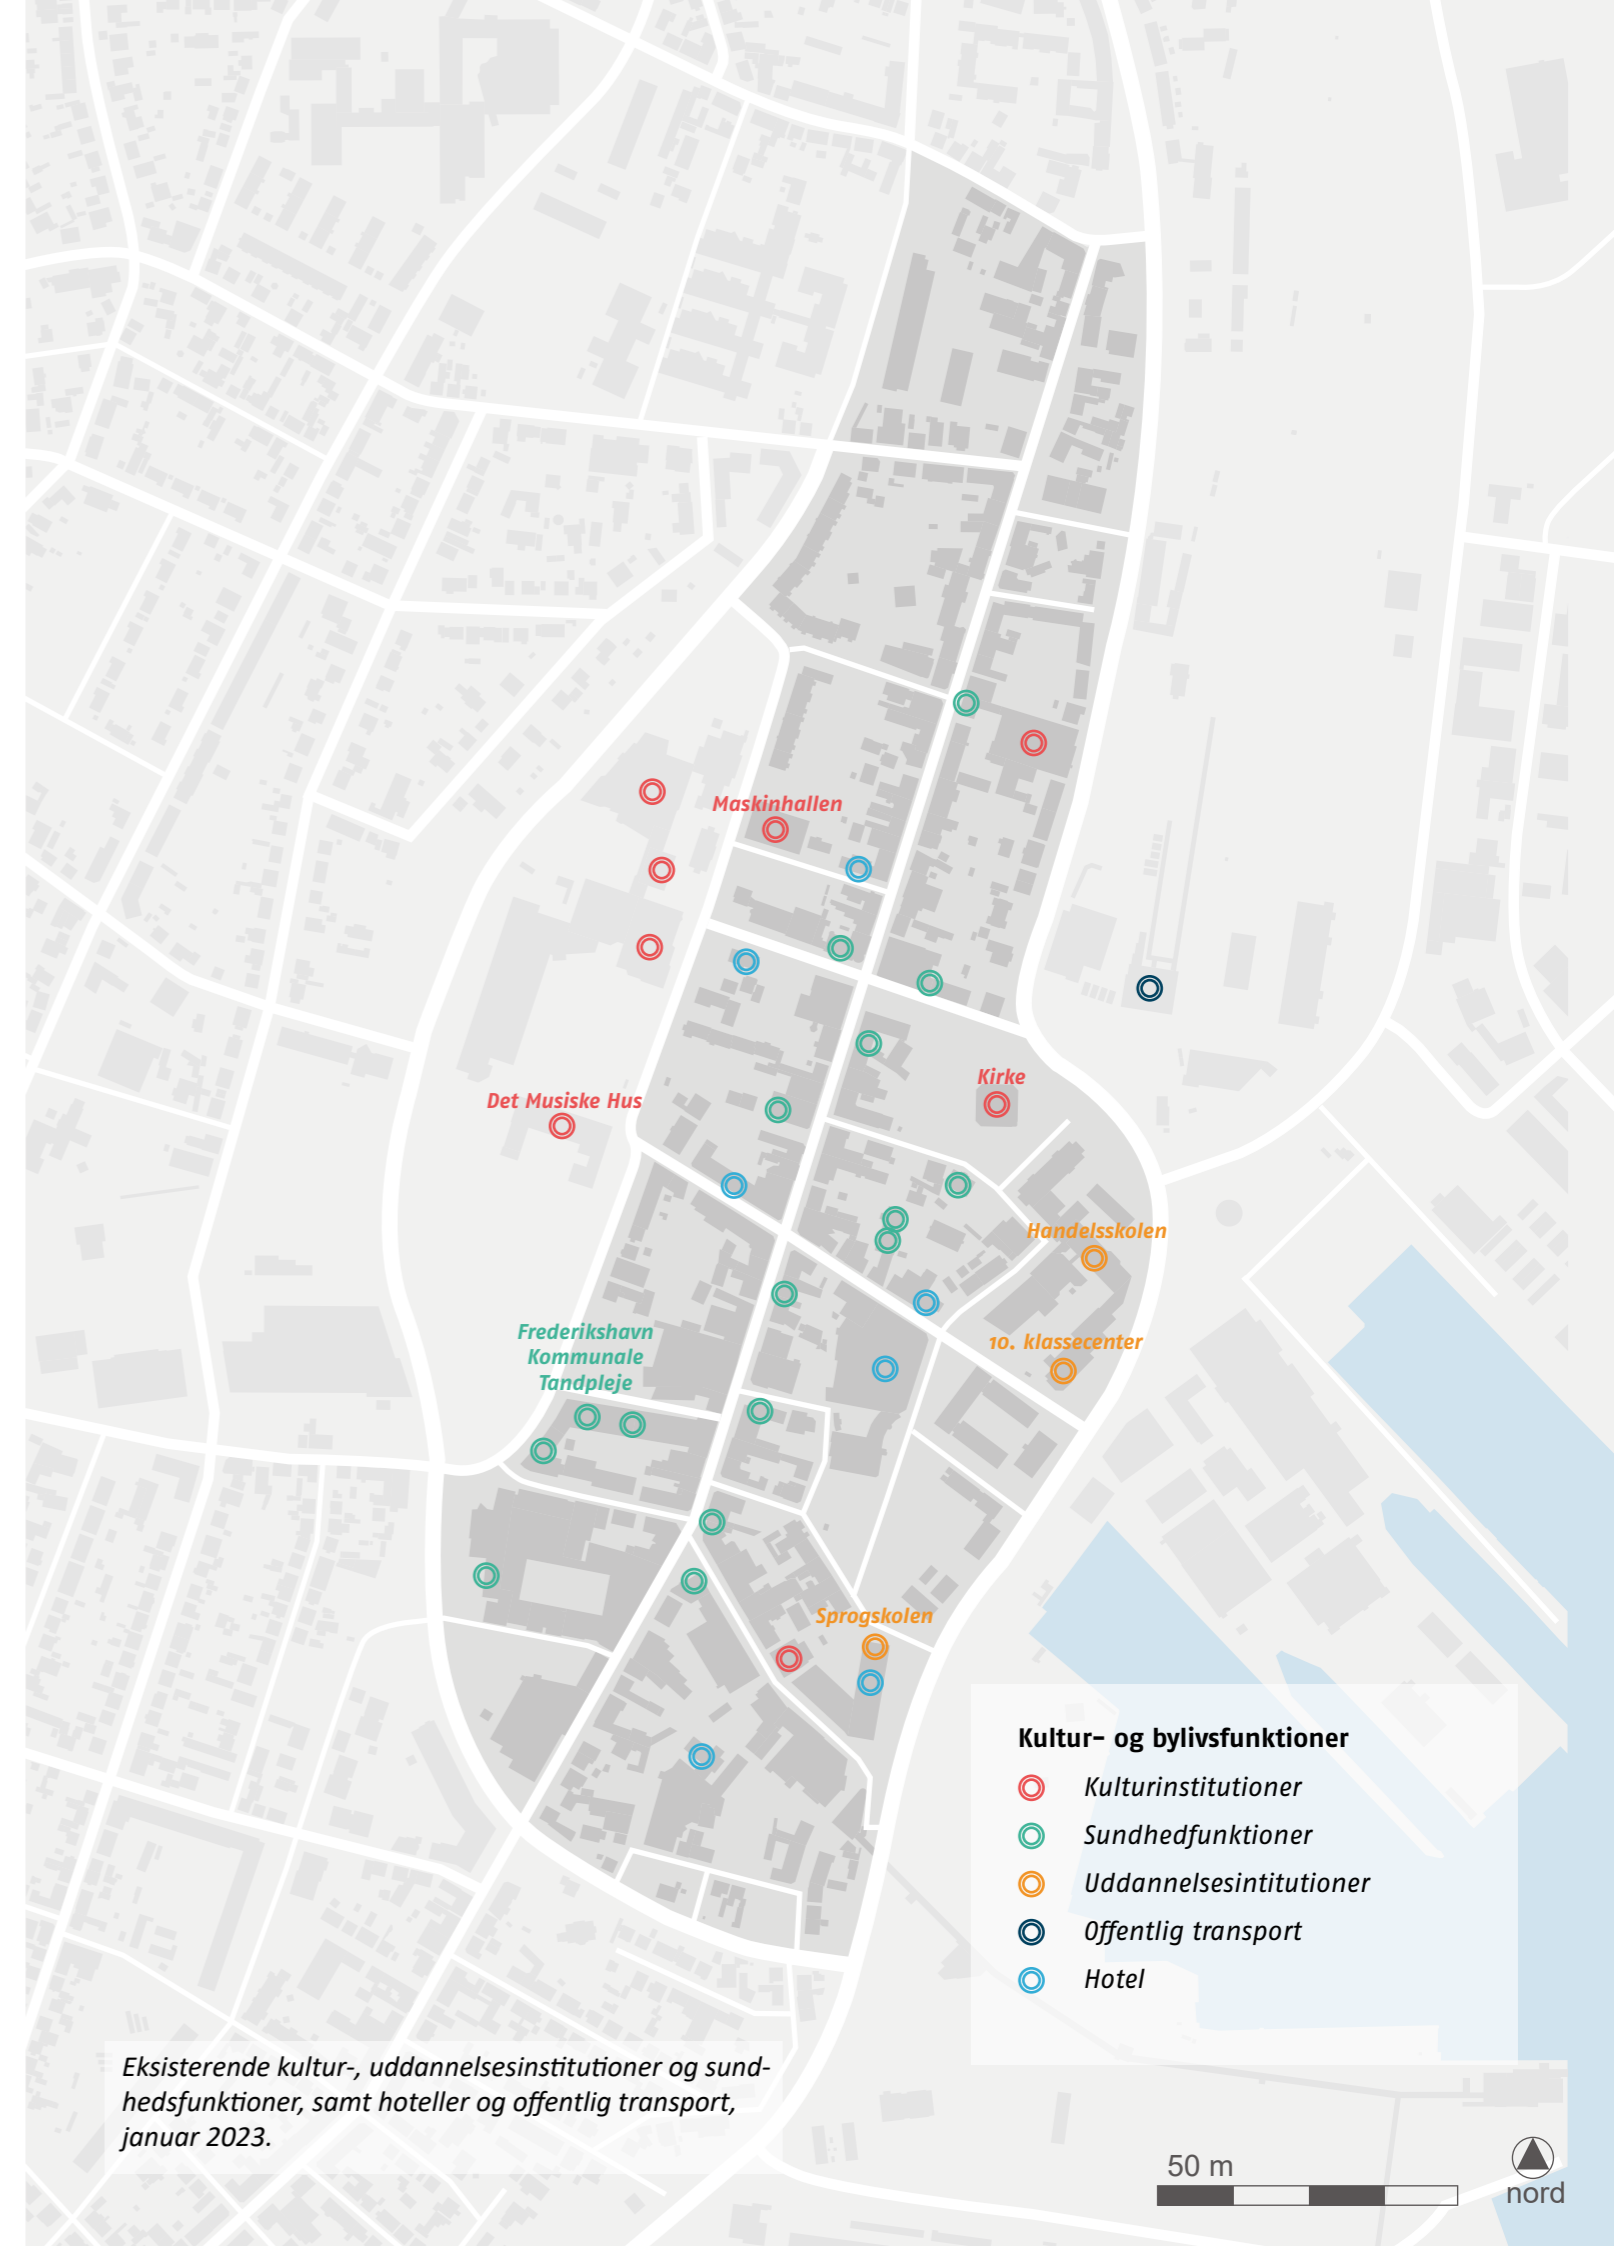 Maskinhallen
Kirke
Det Musiske Hus
Handelsskolen
Frederikshavn
Kommunale
Tandpleje
10. klassecenter
Sprogskolen
Kultur- og bylivsfunktioner
Kulturinstitutioner
Sundhedfunktioner
Uddannelsesintitutioner
Offentlig transport
Hotel
Eksisterende kultur-, uddannelsesinstitutioner og sund-
hedsfunktioner, samt hoteller og offentlig transport,
januar 2023.
50 m
nord